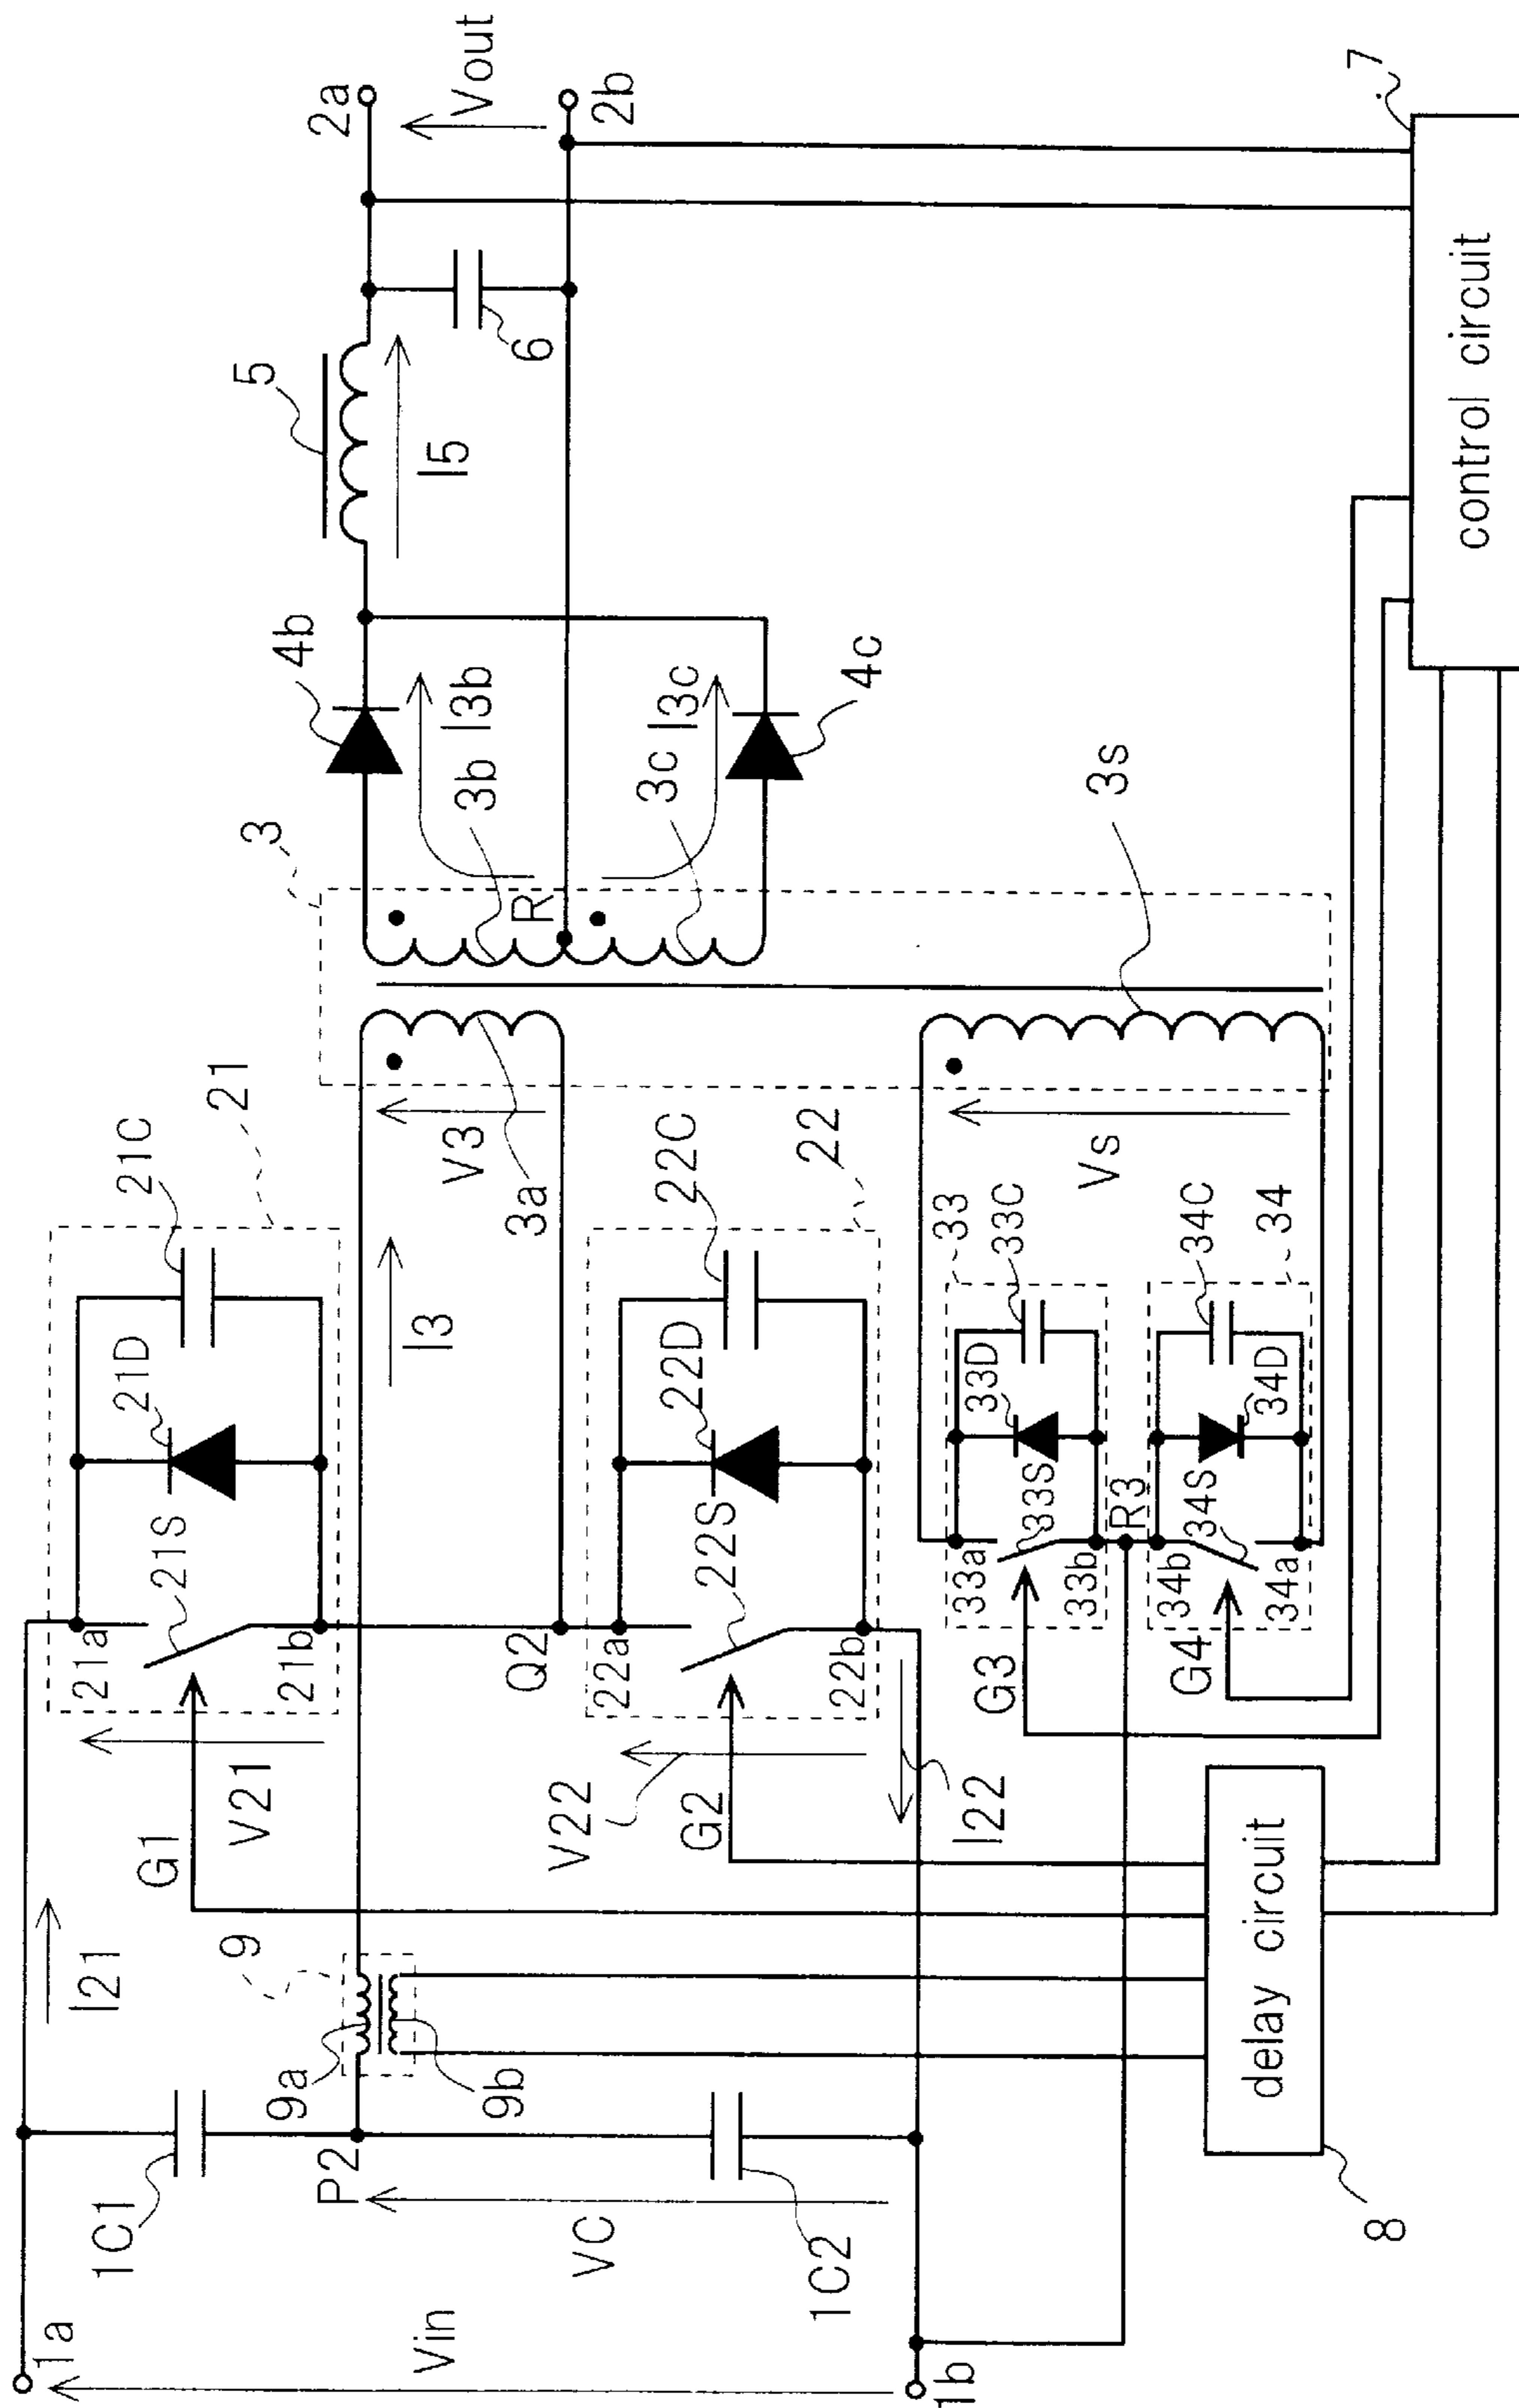 1a
Vin
1b
1C1
P2
VC
1C2
I21
9
9a
9b
G1
V21
V22
G2
I22
8
delay circuit
21a
21S
21b
21D
21C
21
Q2
22a
22S
22b
22D
22C
22
I3
V3
3a
3
G3
G4
33a
33S
33b
R3
34b
34S
34a
33D
33C
33
34D
34C
34
Vs
3s
R
3b
3c
I3b
I3c
4b
4c
5
I5
6
2a
Vout
2b
7
control circuit